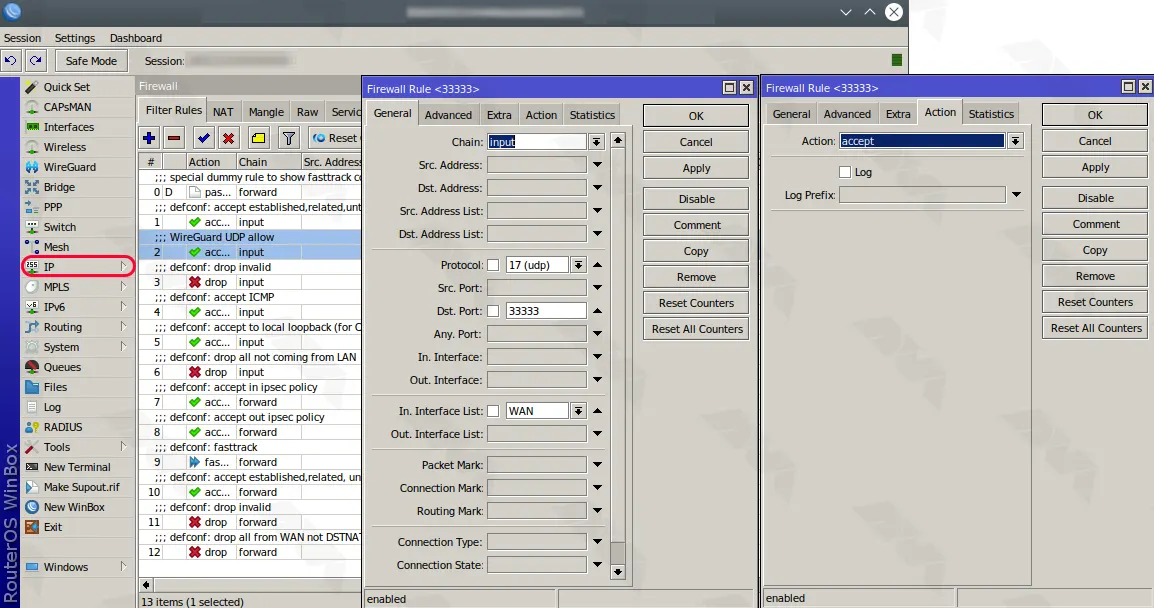 Session Settings Dashboard
Safe Mode Session:
Quick Set
CAPsMAN
Interfaces
Wireless
WireGuard
Bridge
PPP
Switch
Mesh
IP
MPLS
IPv6
Routing
System
Queues
Files
Log
RADIUS
Tools
New Terminal
Make Supout.rif
New WinBox
Exit
Windows
RouterOS WinBox
Firewall
Filter Rules NAT Mangle Raw Servic
Reset
# Action Chain Src. Address
;;; special dummy rule to show fasttrack co
0 D pas... forward
;;; defconf: accept established,related,unt
1 acc... input
;;; WireGuard UDP allow
2 acc... input
;;; defconf: drop invalid
3 drop input
;;; defconf: accept ICMP
4 acc... input
;;; defconf: accept to local loopback (for C
5 acc... input
;;; defconf: drop all not coming from LAN
6 drop input
;;; defconf: accept in ipsec policy
7 acc... forward
;;; defconf: accept out ipsec policy
8 acc... forward
;;; defconf: fasttrack
9 fas... forward
;;; defconf: accept established,related, un
10 acc... forward
;;; defconf: drop invalid
11 drop forward
;;; defconf: drop all from WAN not DSTNAT
12 drop forward
13 items (1 selected)
Firewall Rule <33333>
General Advanced Extra Action Statistics
Chain: input
Src. Address:
Dst. Address:
Src. Address List:
Dst. Address List:
Protocol: 17 (udp)
Src. Port:
Dst. Port: 33333
Any. Port:
In. Interface:
Out. Interface:
In. Interface List: WAN
Out. Interface List:
Packet Mark:
Connection Mark:
Routing Mark:
Connection Type:
Connection State:
OK
Cancel
Apply
Disable
Comment
Copy
Remove
Reset Counters
Reset All Counters
enabled
Firewall Rule <33333>
General Advanced Extra Action Statistics
Action: accept
Log
Log Prefix:
OK
Cancel
Apply
Disable
Comment
Copy
Remove
Reset Counters
Reset All Counters
enabled